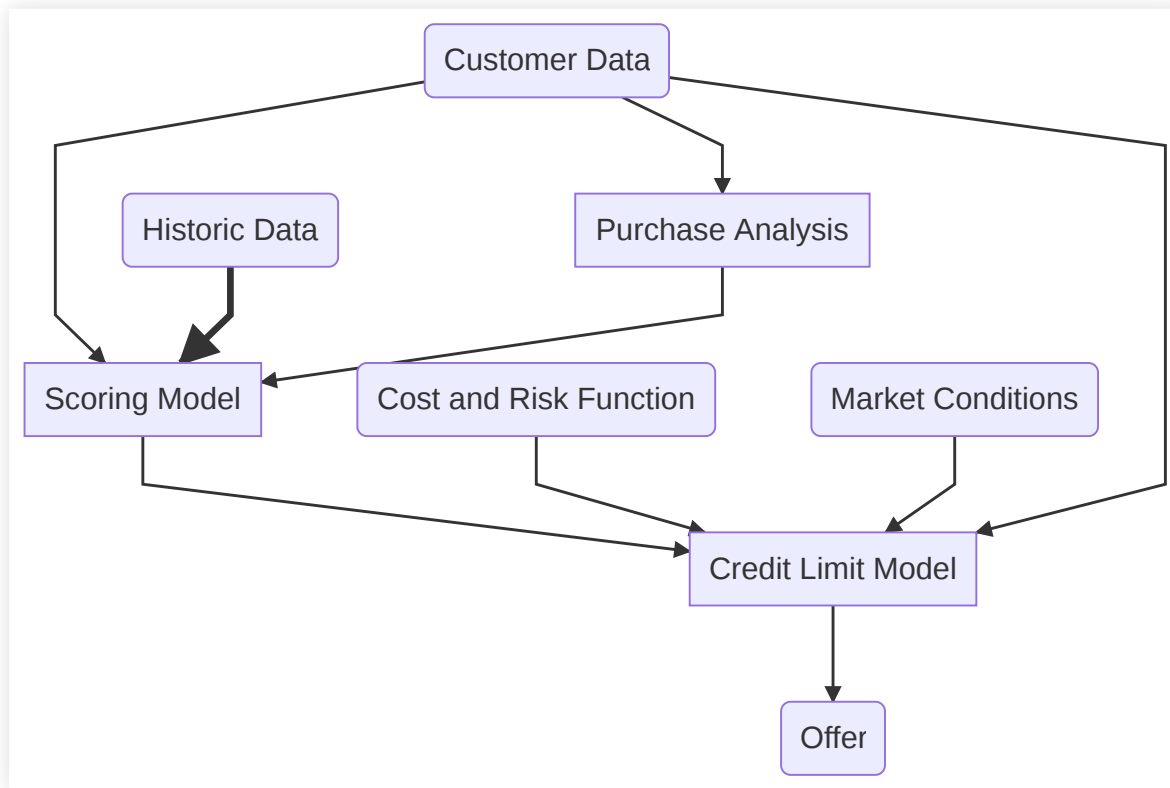 Customer Data
Historic Data
Purchase Analysis
Scoring Model
Cost and Risk Function
Market Conditions
Credit Limit Model
Offer